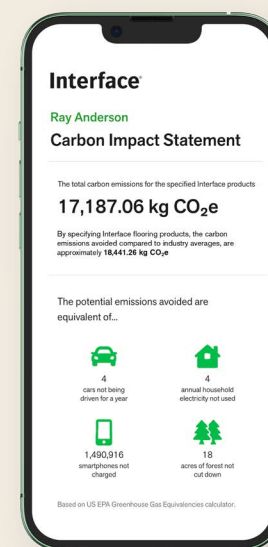 Interface®
Ray Anderson
Carbon Impact Statement
The total carbon emissions for the specified Interface products
17,187.06 kg CO₂e
By specifying Interface flooring products, the carbon
emissions avoided compared to industry averages, are
approximately 18,441.26 kg CO₂e
The potential emissions avoided are
equivalent of...
4
cars not being
driven for a year
4
annual household
electricity not used
1,490,916
smartphones not
charged
18
acres of forest not
cut down
Based on US EPA Greenhouse Gas Equivalencies calculator.